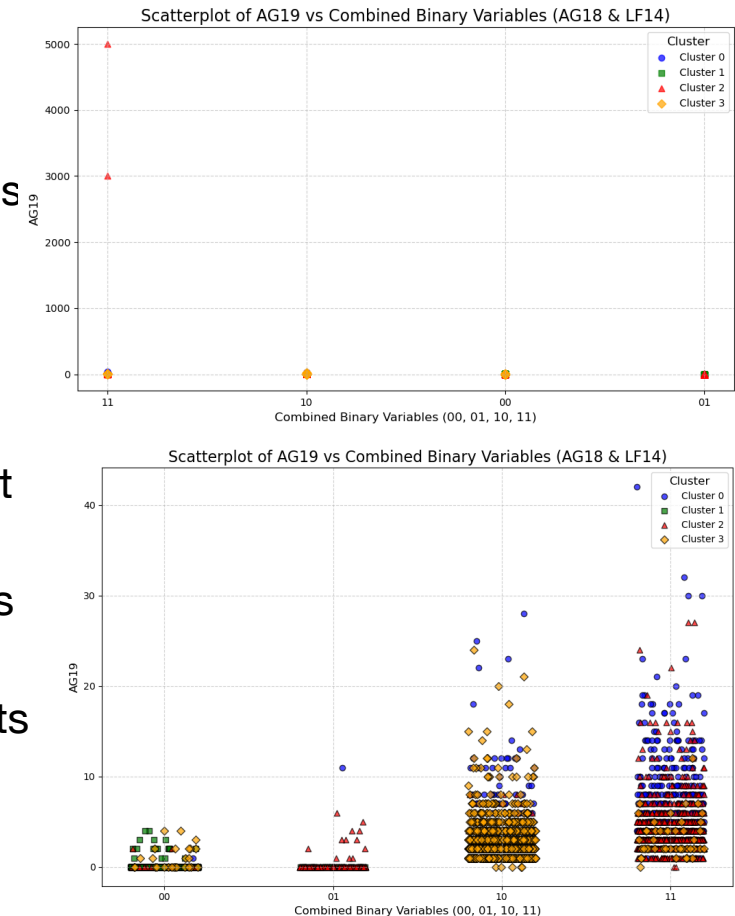 Scatterplot of AG19 vs Combined Binary Variables (AG18 & LF14)
Cluster
Cluster 0
Cluster 1
Cluster 2
Cluster 3
5000
4000
3000
2000
1000
0
AG19
s
11 10 00 01
Combined Binary Variables (00, 01, 10, 11)
Scatterplot of AG19 vs Combined Binary Variables (AG18 & LF14)
t
Cluster
Cluster 0
Cluster 1
Cluster 2
Cluster 3
40
30
s
20
AG19
ts
10
0
00 01 10 11
Combined Binary Variables (00, 01, 10, 11)